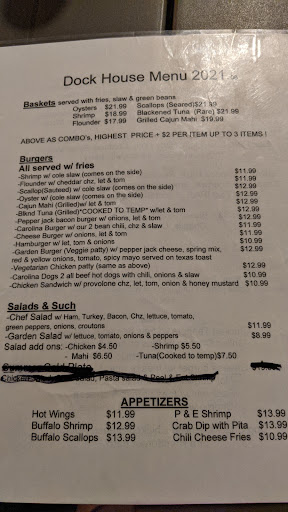 Dock House Menu 2021
Baskets served with fries, slaw & green beans
Oysters $21.99 Scallops (Seared)$21.99
Shrimp $18.99 Blackened Tuna (Rare) $21.99
Flounder $17.99 Grilled Cajun Mahi $19.99
ABOVE AS COMBO's, HIGHEST PRICE + $2 PER ITEM UP TO 3 ITEMS !
Burgers
All served w/ fries
-Shrimp w/ cole slaw (comes on the side) $11.99
-Flounder w/ cheddar chz, let & tom $11.99
-Scallop(Seasoned) w/ cole slaw (comes on the side) $12.99
-Oyster w/ cole slaw (comes on the side) $12.99
-Cajun Mahi (Grilled)w/ let & tom $12.99
-Blknd Tuna (Grilled)*COOKED TO TEMP* w/let & tom $12.99
-Pepper jack bacon burger w/ onions, let & tom $12.99
-Carolina Burger w/ our 2 bean chili, chz & slaw $11.99
-Cheese Burger w/ onions, let & tom $11.99
-Hamburger w/ let, tom & onions $10.99
-Garden Burger (Veggie patty) w/ pepper jack cheese, spring mix, $12.99
red & yellow onions, tomato, spicy mayo served on texas toast
-Vegetarian Chicken patty (same as above) $12.99
-Carolina Dogs 2 all beef hot dogs with chili, onions & slaw $10.99
-Chicken Sandwich w/ provolone chz, let, tom, onion & honey mustard $10.99
Salads & Such
-Chef Salad w/ Ham, Turkey, Bacon, Chz, lettuce, tomato,
green peppers, onions, croutons $11.99
-Garden Salad w/ lettuce, tomato, onions & peppers $8.99
Salad add ons: -Chicken $4.50 -Shrimp $5.50
- Mahi $6.50 -Tuna(Cooked to temp)$7.50
APPETIZERS
Hot Wings $11.99 P & E Shrimp $13.99
Buffalo Shrimp $12.99 Crab Dip with Pita $13.99
Buffalo Scallops $13.99 Chili Cheese Fries $10.99